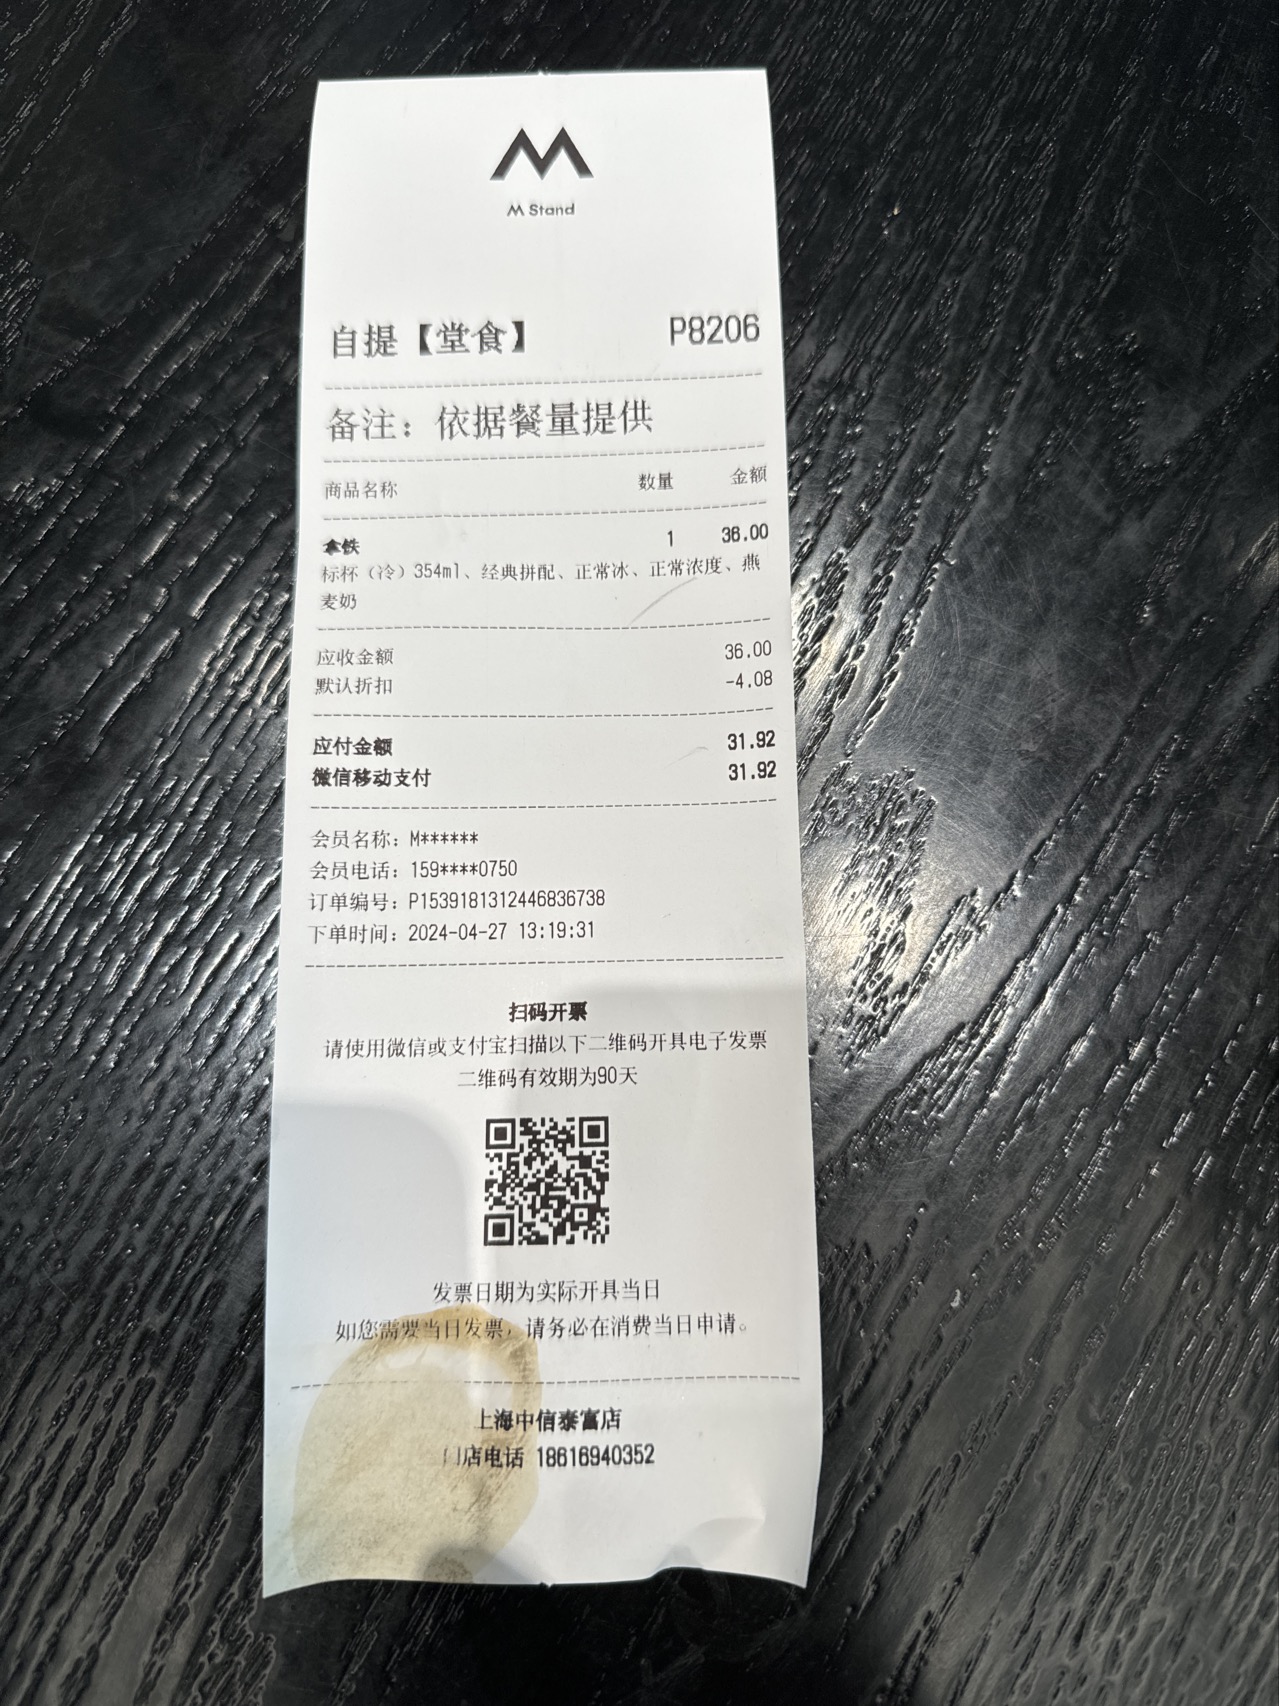 M Stand
自提【堂食】 P8206
备注：依据餐量提供
商品名称 数量 金额
拿铁 1 36.00
标杯（冷）354ml、经典拼配、正常冰、正常浓度、燕
麦奶
应收金额 36.00
默认折扣 -4.08
应付金额 31.92
微信移动支付 31.92
会员名称：M******
会员电话：159****0750
订单编号：P1539181312446836738
下单时间：2024-04-27 13:19:31
扫码开票
请使用微信或支付宝扫描以下二维码开具电子发票
二维码有效期为90天
发票日期为实际开具当日
如您需要当日发票，请务必在消费当日申请。
上海中信泰富店
门店电话 18616940352